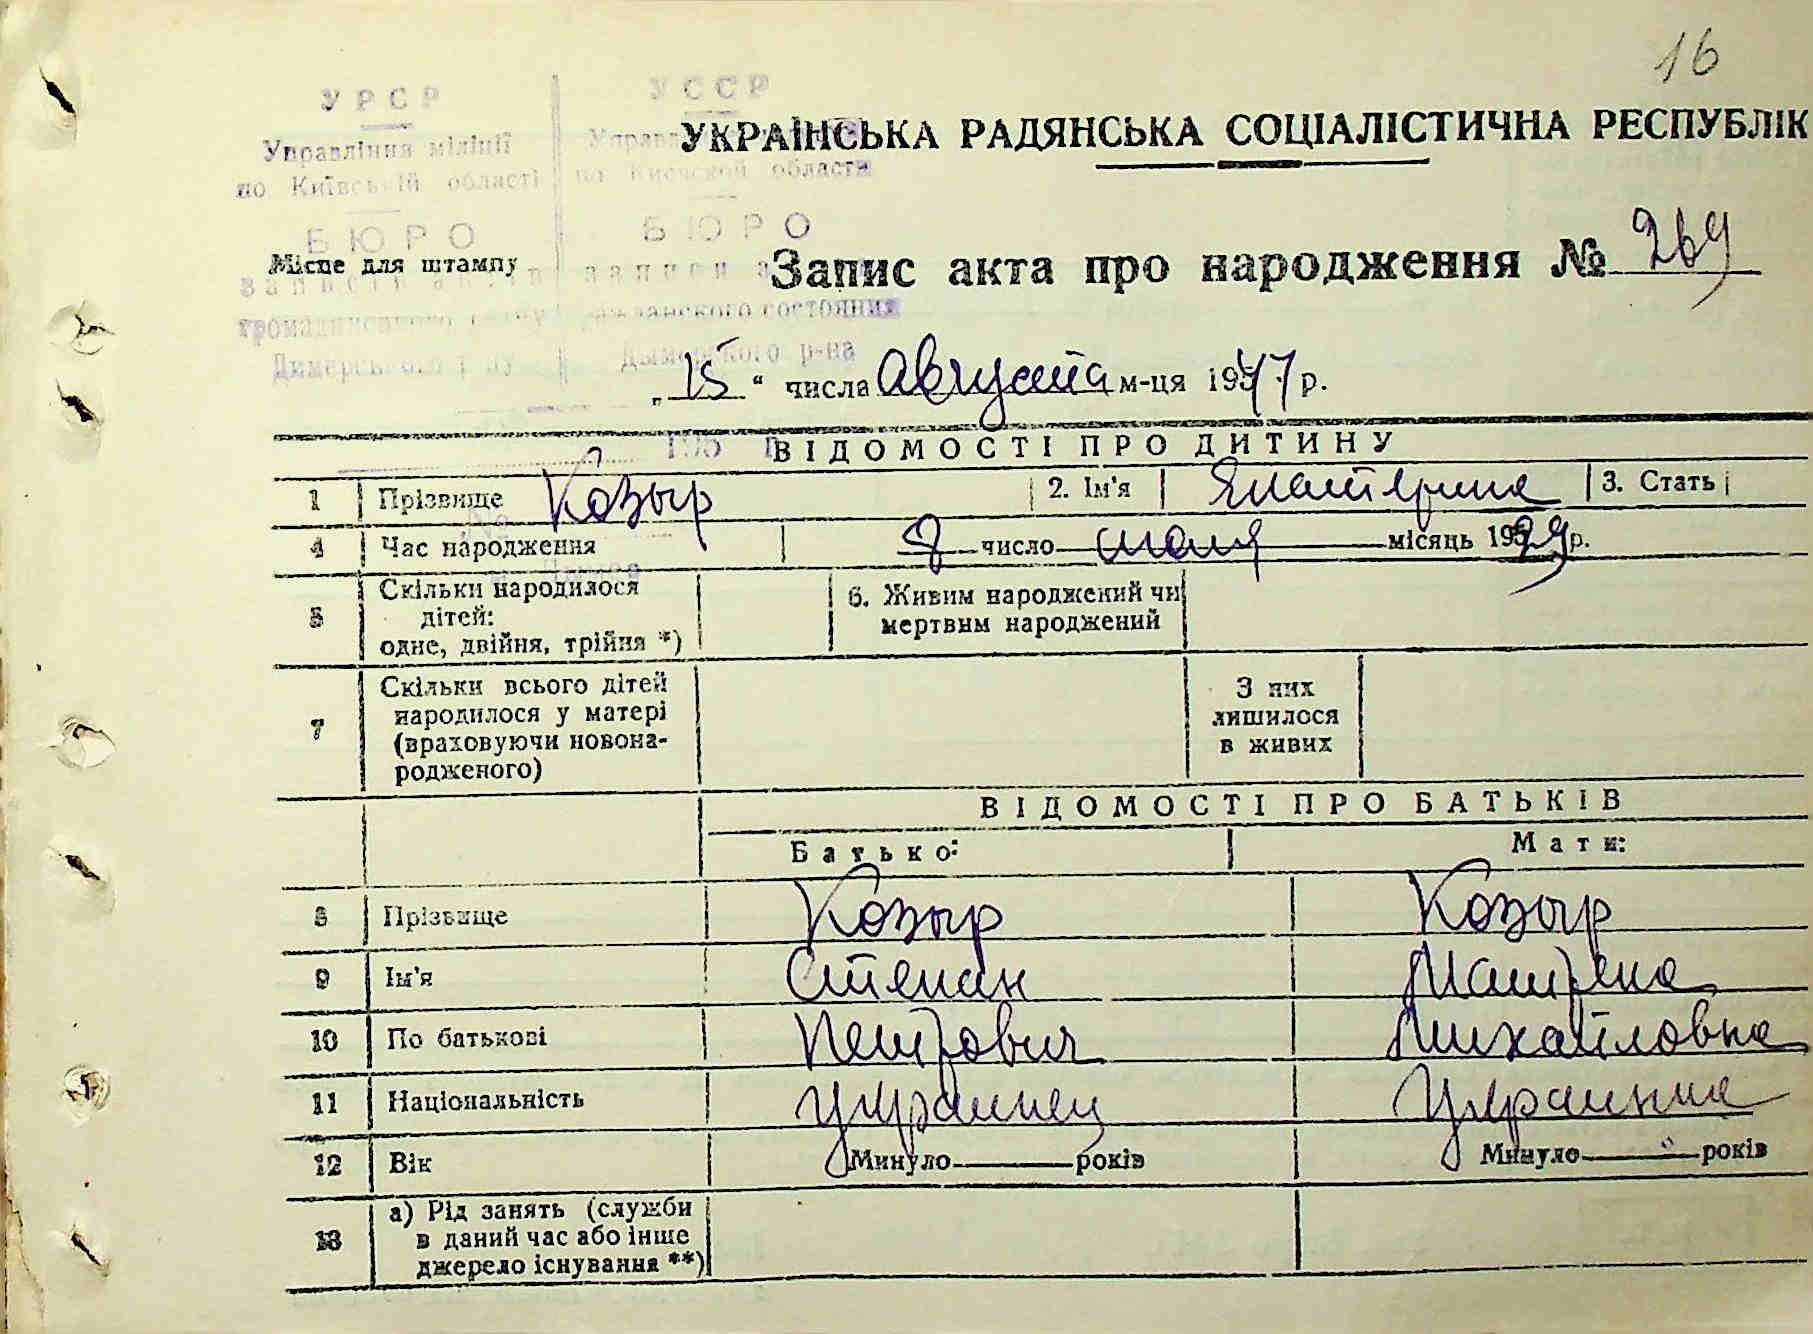 16
УРСР
УССР
УКРАЇНСЬКА РАДЯНСЬКА СОЦІАЛІСТИЧНА РЕСПУБЛІК
Управління міліції
по Київській області
по Киевской области
БЮРО
БЮРО
Місце для штампу
Запис акта про народження № 269
гражданского состояния
Димерського р-ну
Дымерского р-на
„15“ числа Августа м-ця 1947 р.
195
ВІДОМОСТІ ПРО ДИТИНУ
1 Прізвище Козыр 2. Ім'я Екатерина 3. Стать
4 Час народження 8 число мая місяць 1929 р.
5 Скільки народилося
дітей:
одне, двійня, трійня *)
6. Живим народжений чи
мертвим народжений
7 Скільки всього дітей
народилося у матері
(враховуючи новона-
родженого)
З них
лишилося
в живих
ВІДОМОСТІ ПРО БАТЬКІВ
Батько: Мати:
8 Прізвище Козыр Козыр
9 Ім'я Степан Матрена
10 По батькові Петрович Михайловна
11 Національність украинец Украинка
12 Вік Минуло років Минуло років
13 а) Рід занять (служби
в даний час або інше
джерело існування **)